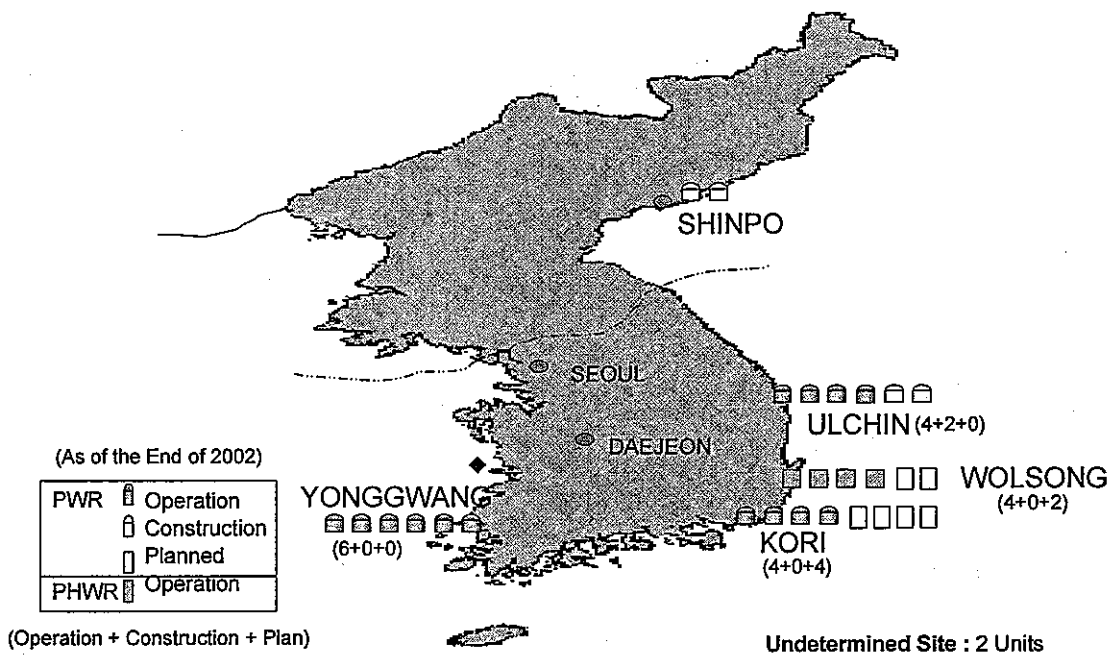 SHINPO
SEOUL
DAEJEON
ULCHIN (4+2+0)
WOLSONG
(4+0+2)
KORI
(4+0+4)
YONGGWANG
(6+0+0)
(As of the End of 2002)
PWR Operation
Construction
Planned
PHWR Operation
(Operation + Construction + Plan)
Undetermined Site : 2 Units